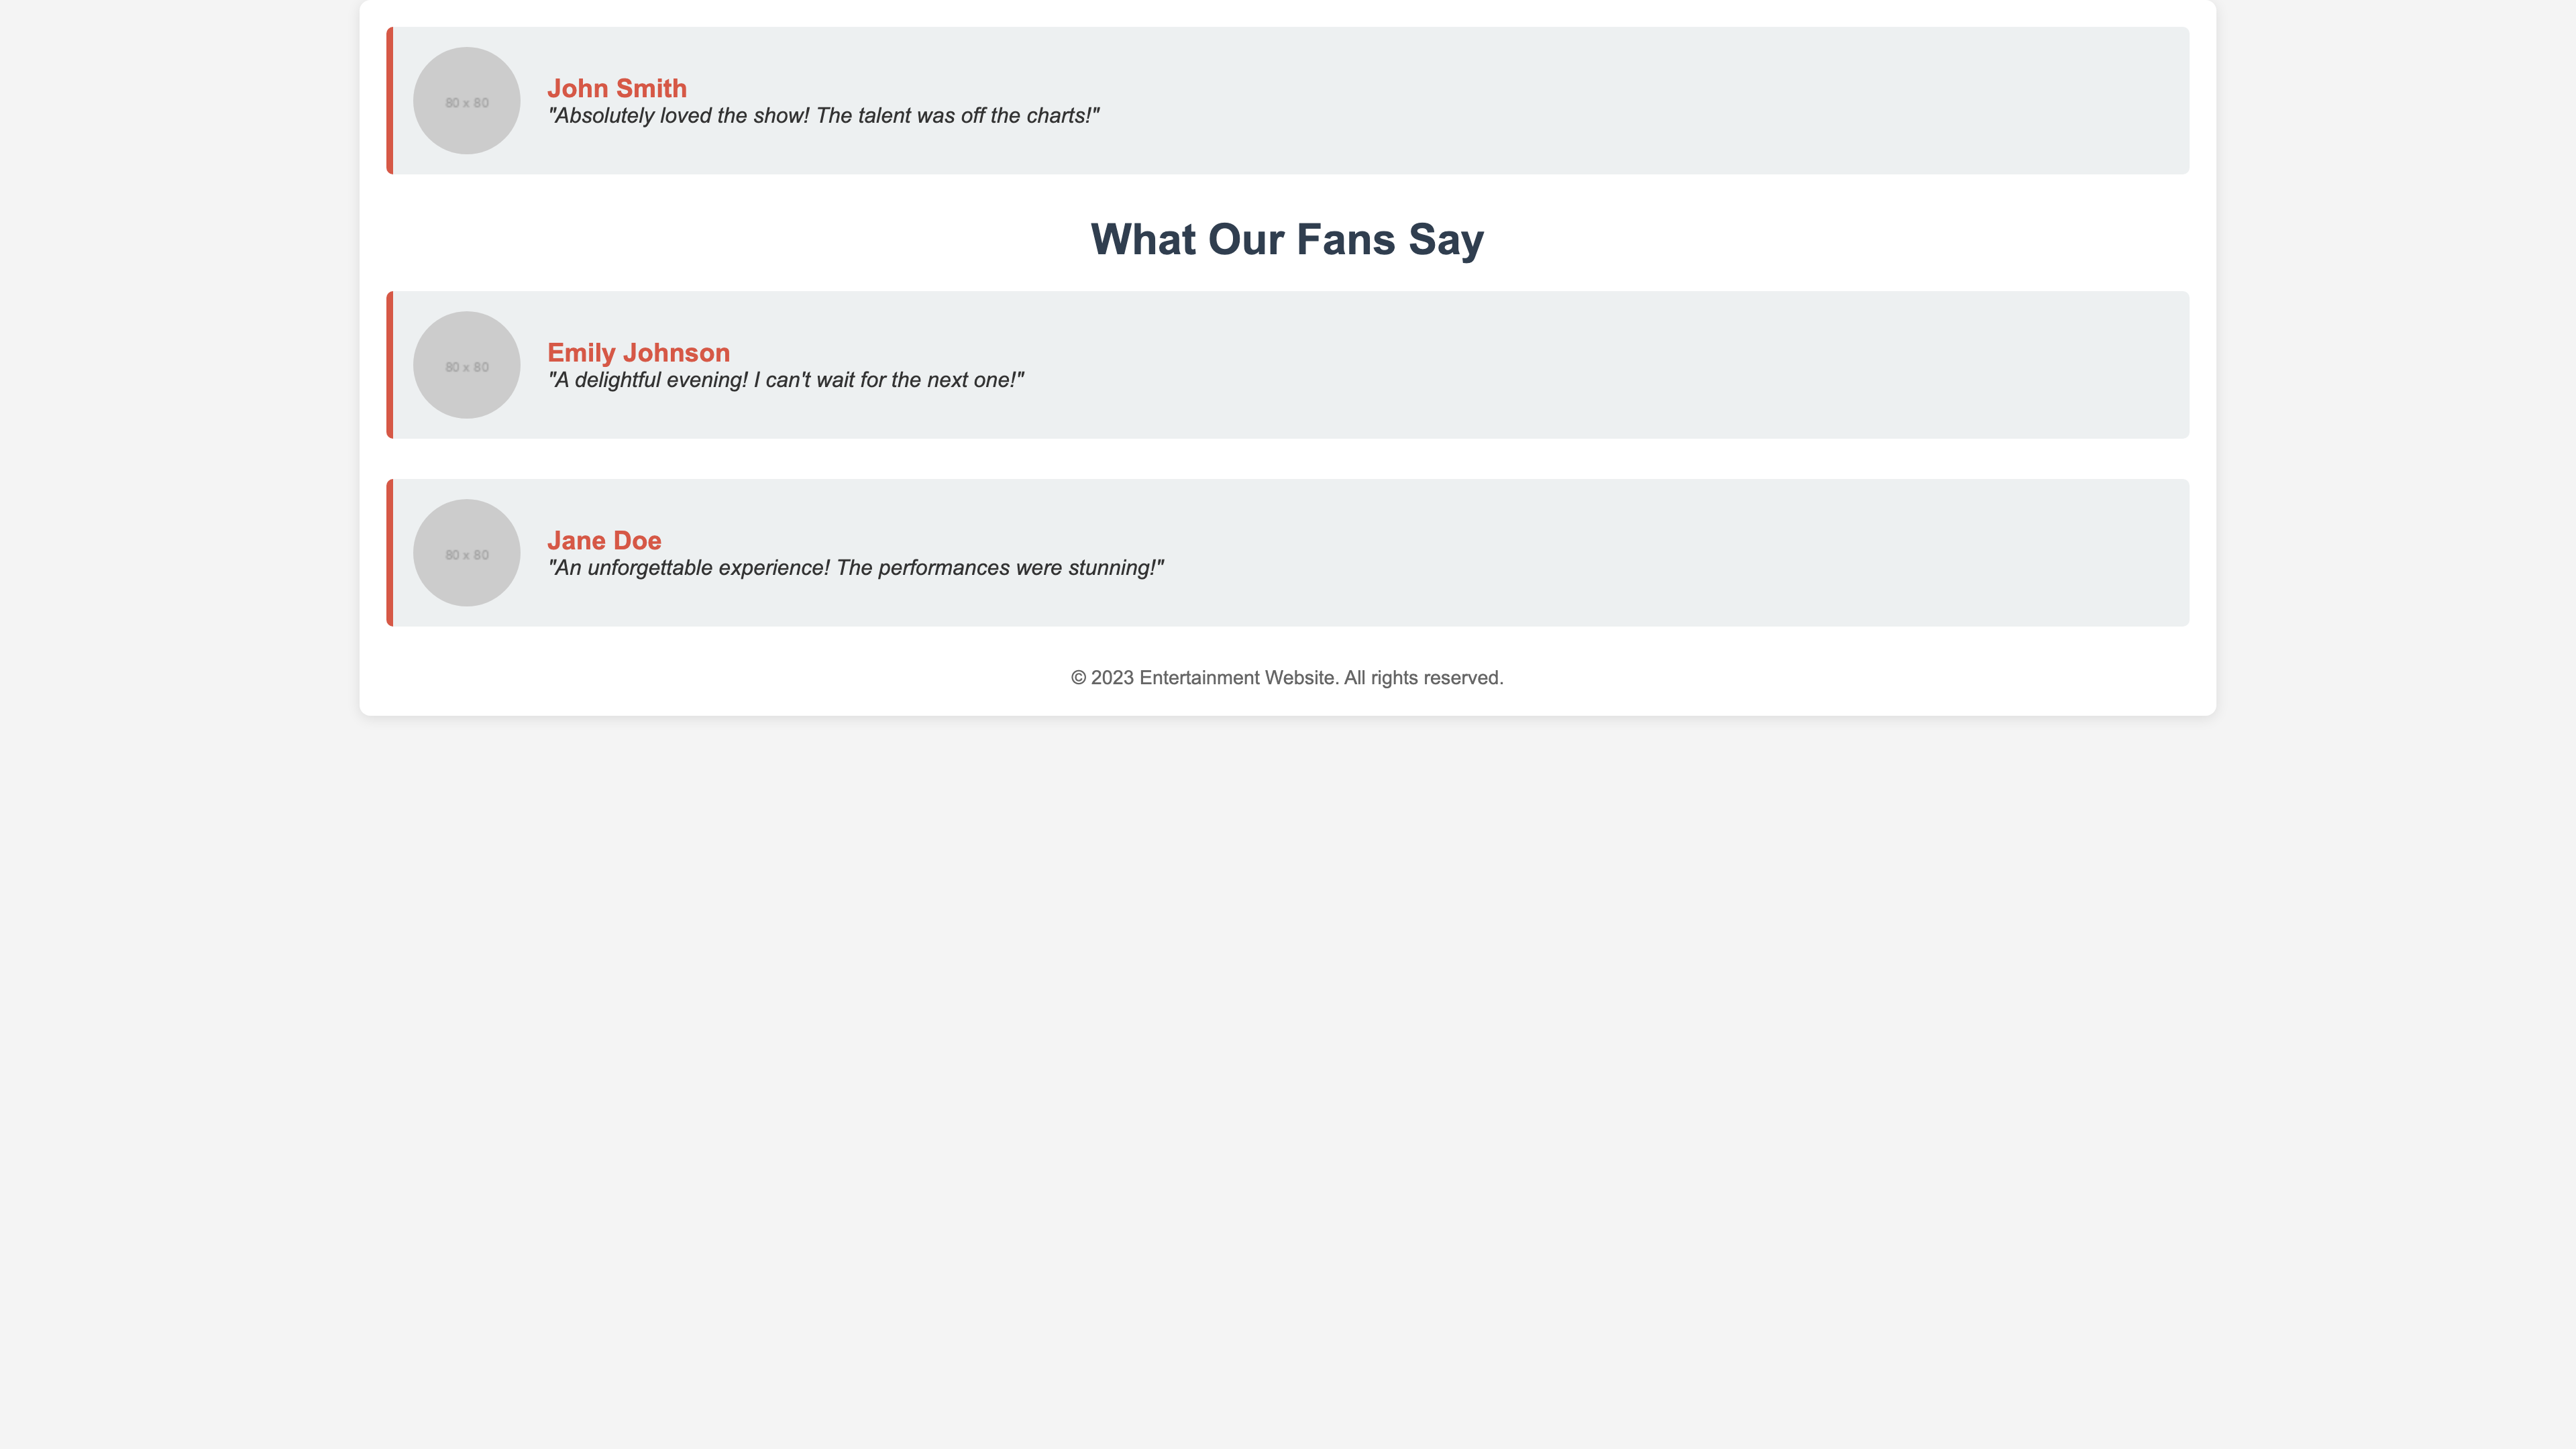 80 x 80
John Smith
"Absolutely loved the show! The talent was off the charts!"
What Our Fans Say
80 x 80
Emily Johnson
"A delightful evening! I can't wait for the next one!"
80 x 80
Jane Doe
"An unforgettable experience! The performances were stunning!"
© 2023 Entertainment Website. All rights reserved.